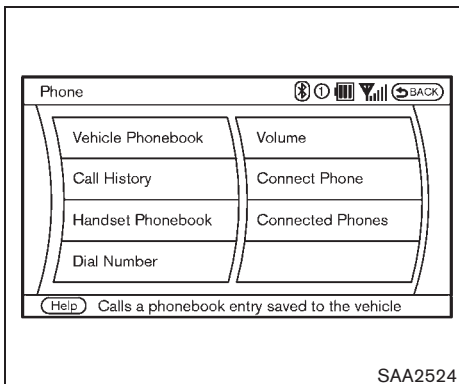 Phone 1 BACK
Vehicle Phonebook
Call History
Handset Phonebook
Dial Number
Volume
Connect Phone
Connected Phones
Help Calls a phonebook entry saved to the vehicle
SAA2524